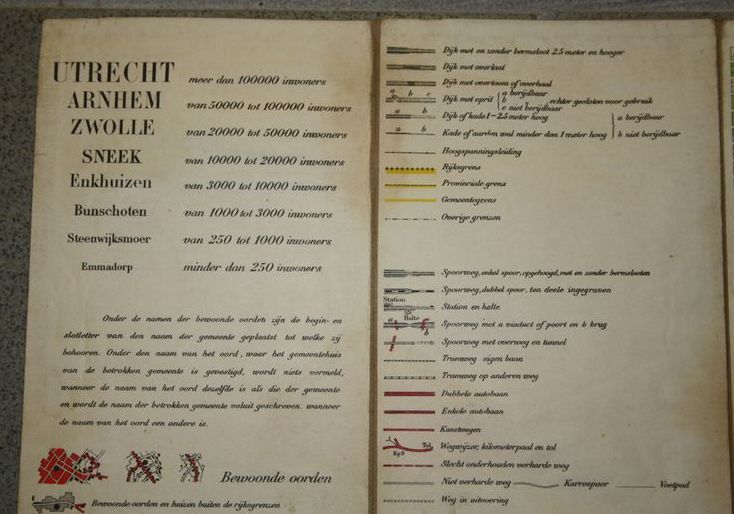 UTRECHT meer dan 100000 inwoners
ARNHEM van 50000 tot 100000 inwoners
ZWOLLE van 20000 tot 50000 inwoners
SNEEK van 10000 tot 20000 inwoners
Enkhuizen van 3000 tot 10000 inwoners
Bunschoten van 1000 tot 3000 inwoners
Steenwijksmoer van 250 tot 1000 inwoners
Emmadorp minder dan 250 inwoners
Onder de namen der bewoonde oorden zijn de begin- en
slotletter van den naam der gemeente geplaatst tot welke zij
behooren. Onder den naam van het oord, waar het gemeentehuis
van de betrokken gemeente is gevestigd, wordt niets vermeld,
wanneer de naam van het oord dezelfde is als die der gemeente
en wordt de naam der betrokken gemeente voluit geschreven, wanneer
de naam van het oord een andere is.
Bewoonde oorden
Bewoonde oorden en huizen buiten de rijksgrenzen
Dijk met en zonder bermsloot 2.5 meter en hooger
Dijk met overlaat
Dijk met overtoom of overhaal
a b c Dijk met oprit a berijdbaar
b echter gesloten voor gebruik
c niet berijdbaar
a b Dijk of kade 1-2.5 meter hoog a berijdbaar
a b Kade of aarden wal minder dan 1 meter hoog b niet berijdbaar
Hoogspanningsleiding
Rijksgrens
Provinciale grens
Gemeentegrens
Overige grenzen
Spoorweg, enkel spoor, opgehoogd, met en zonder bermslooten
Spoorweg, dubbel spoor, ten deele ingegraven
Station
Halte
Station en halte
a b Spoorweg met a viaduct of poort en b brug
Spoorweg met overweg en tunnel
Tramweg eigen baan
Tramweg op anderen weg
Dubbele autobaan
Enkele autobaan
Kunstwegen
Tol
Wegwijzer, kilometerpaal en tol
Slecht onderhouden verharde weg
Niet verharde weg Karrespoor Voetpad
Weg in uitvoering